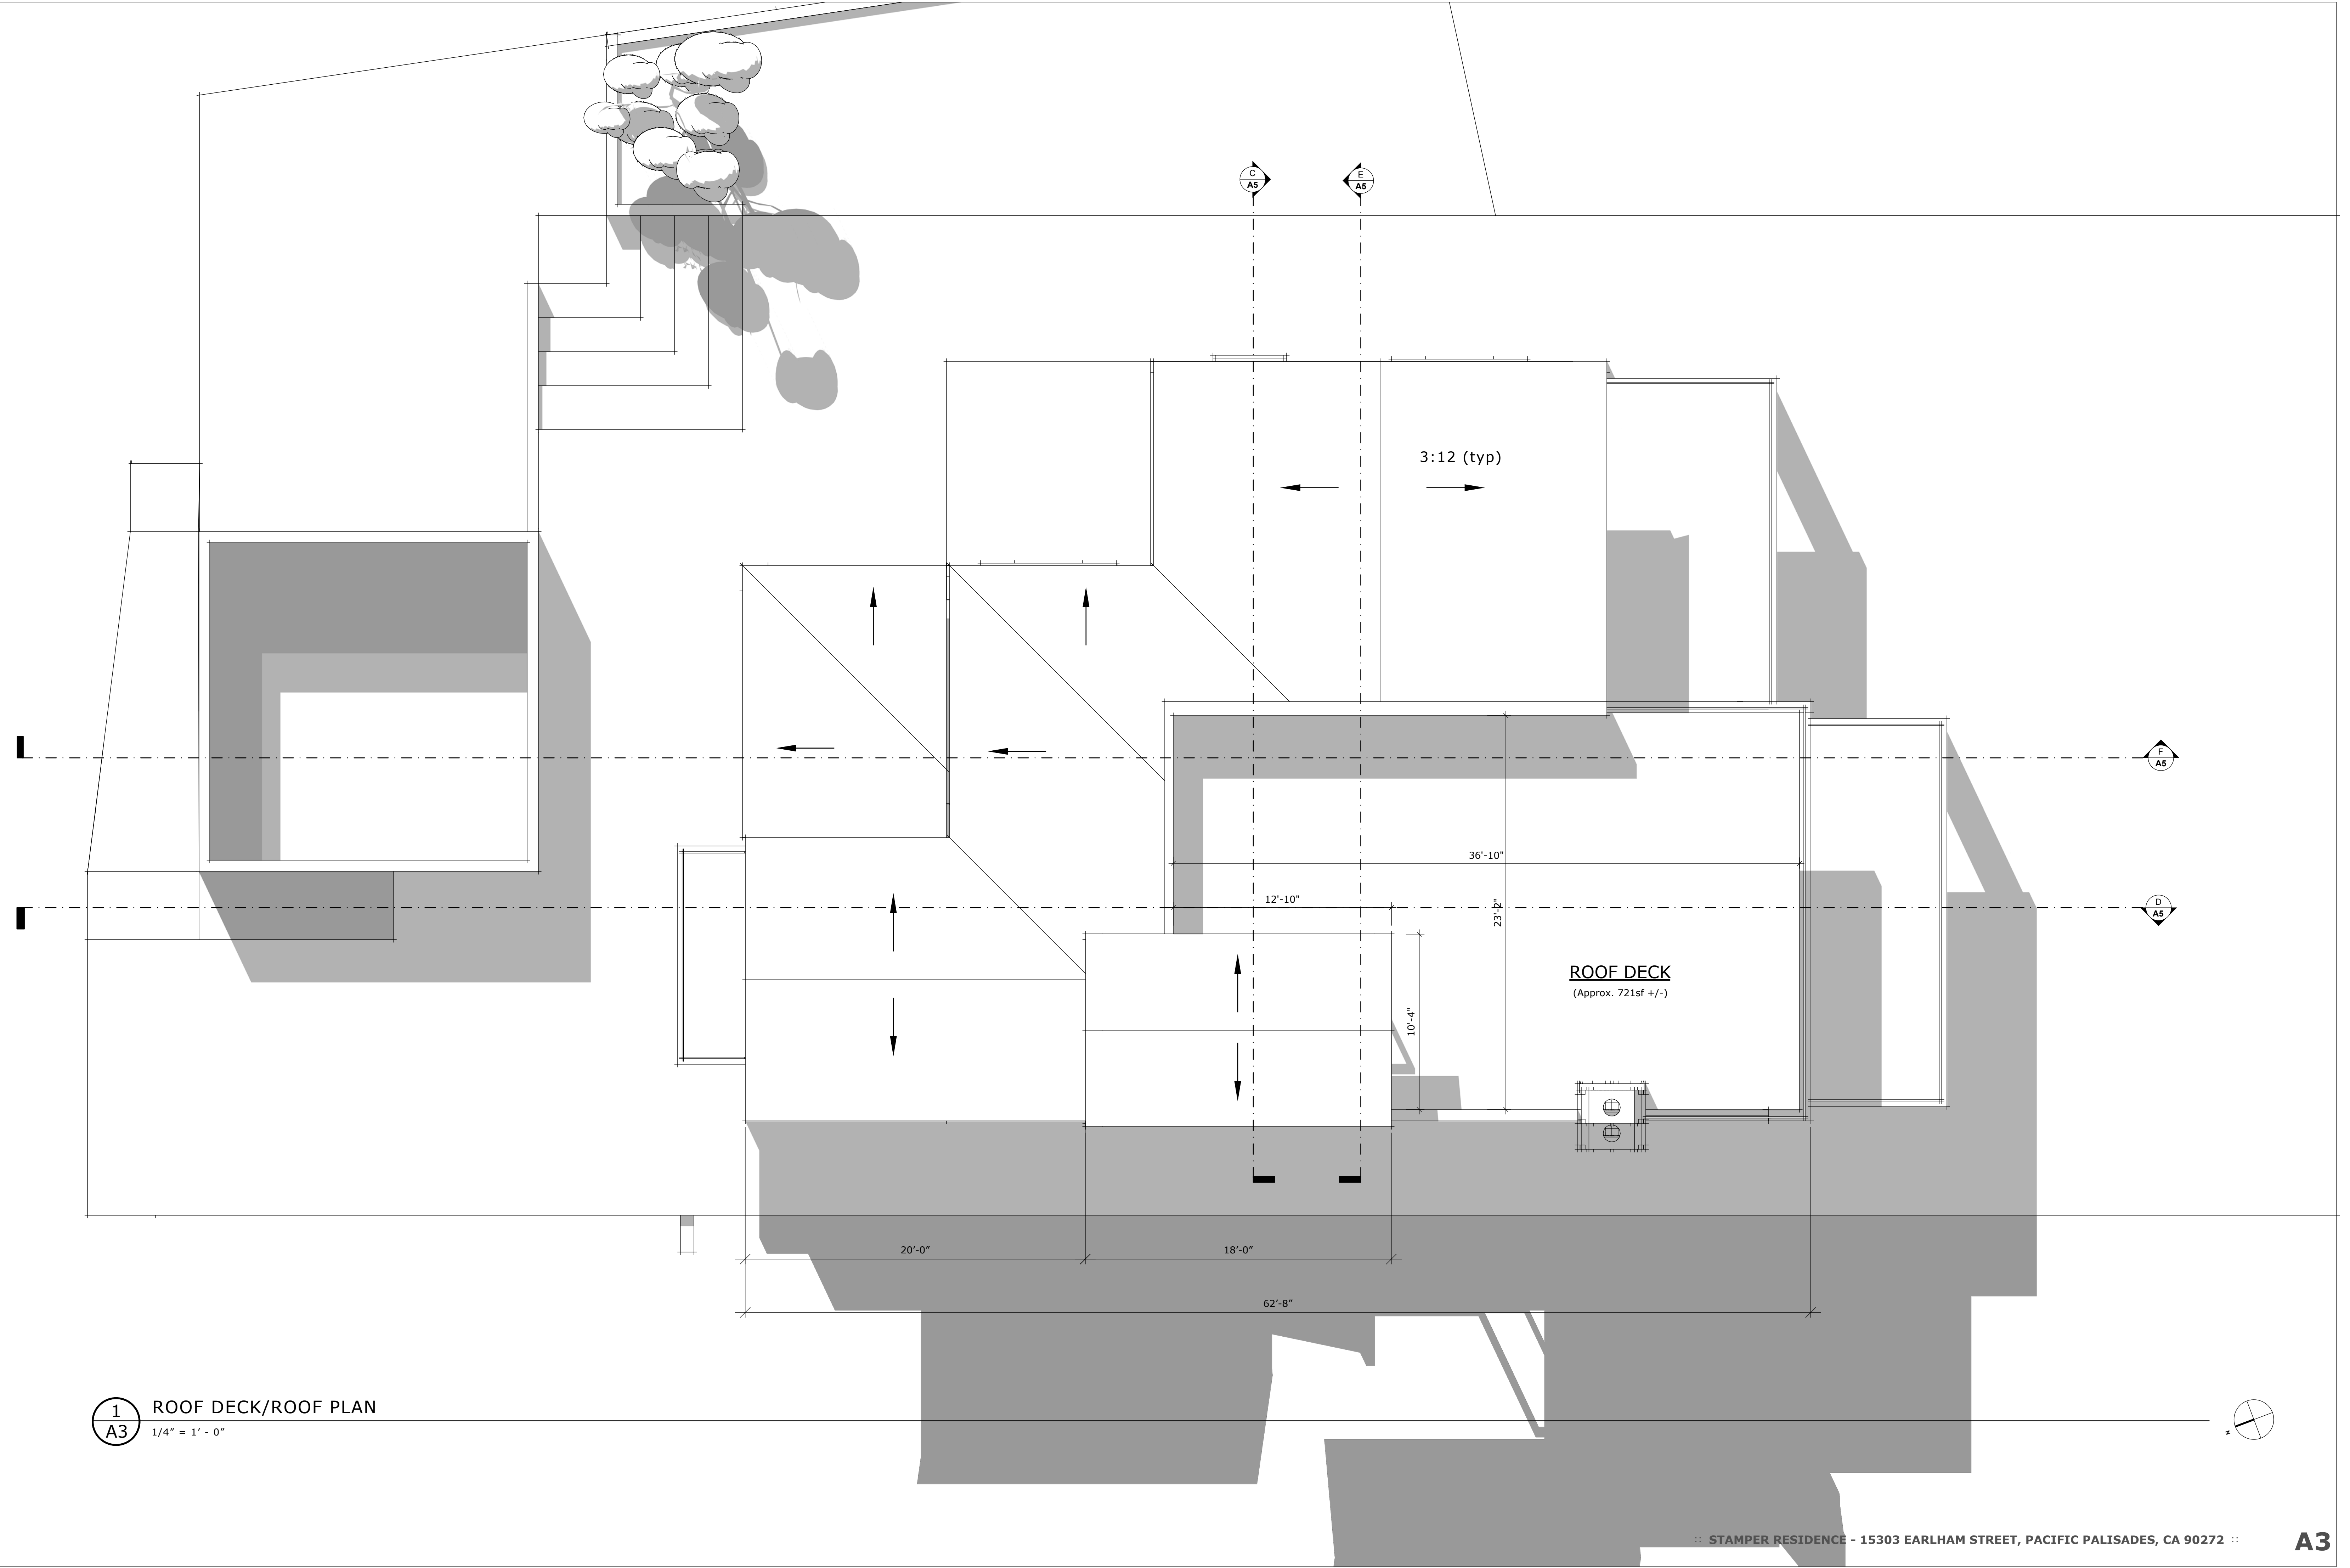 C
A5
E
A5
3:12 (typ)
F
A5
36'-10"
12'-10"
23'-2"
D
A5
ROOF DECK
(Approx. 721sf +/-)
10'-4"
20’-0”
18’-0”
62’-8”
1
A3
ROOF DECK/ROOF PLAN
1/4” = 1’ - 0”
N
:: STAMPER RESIDENCE - 15303 EARLHAM STREET, PACIFIC PALISADES, CA 90272 ::
A3